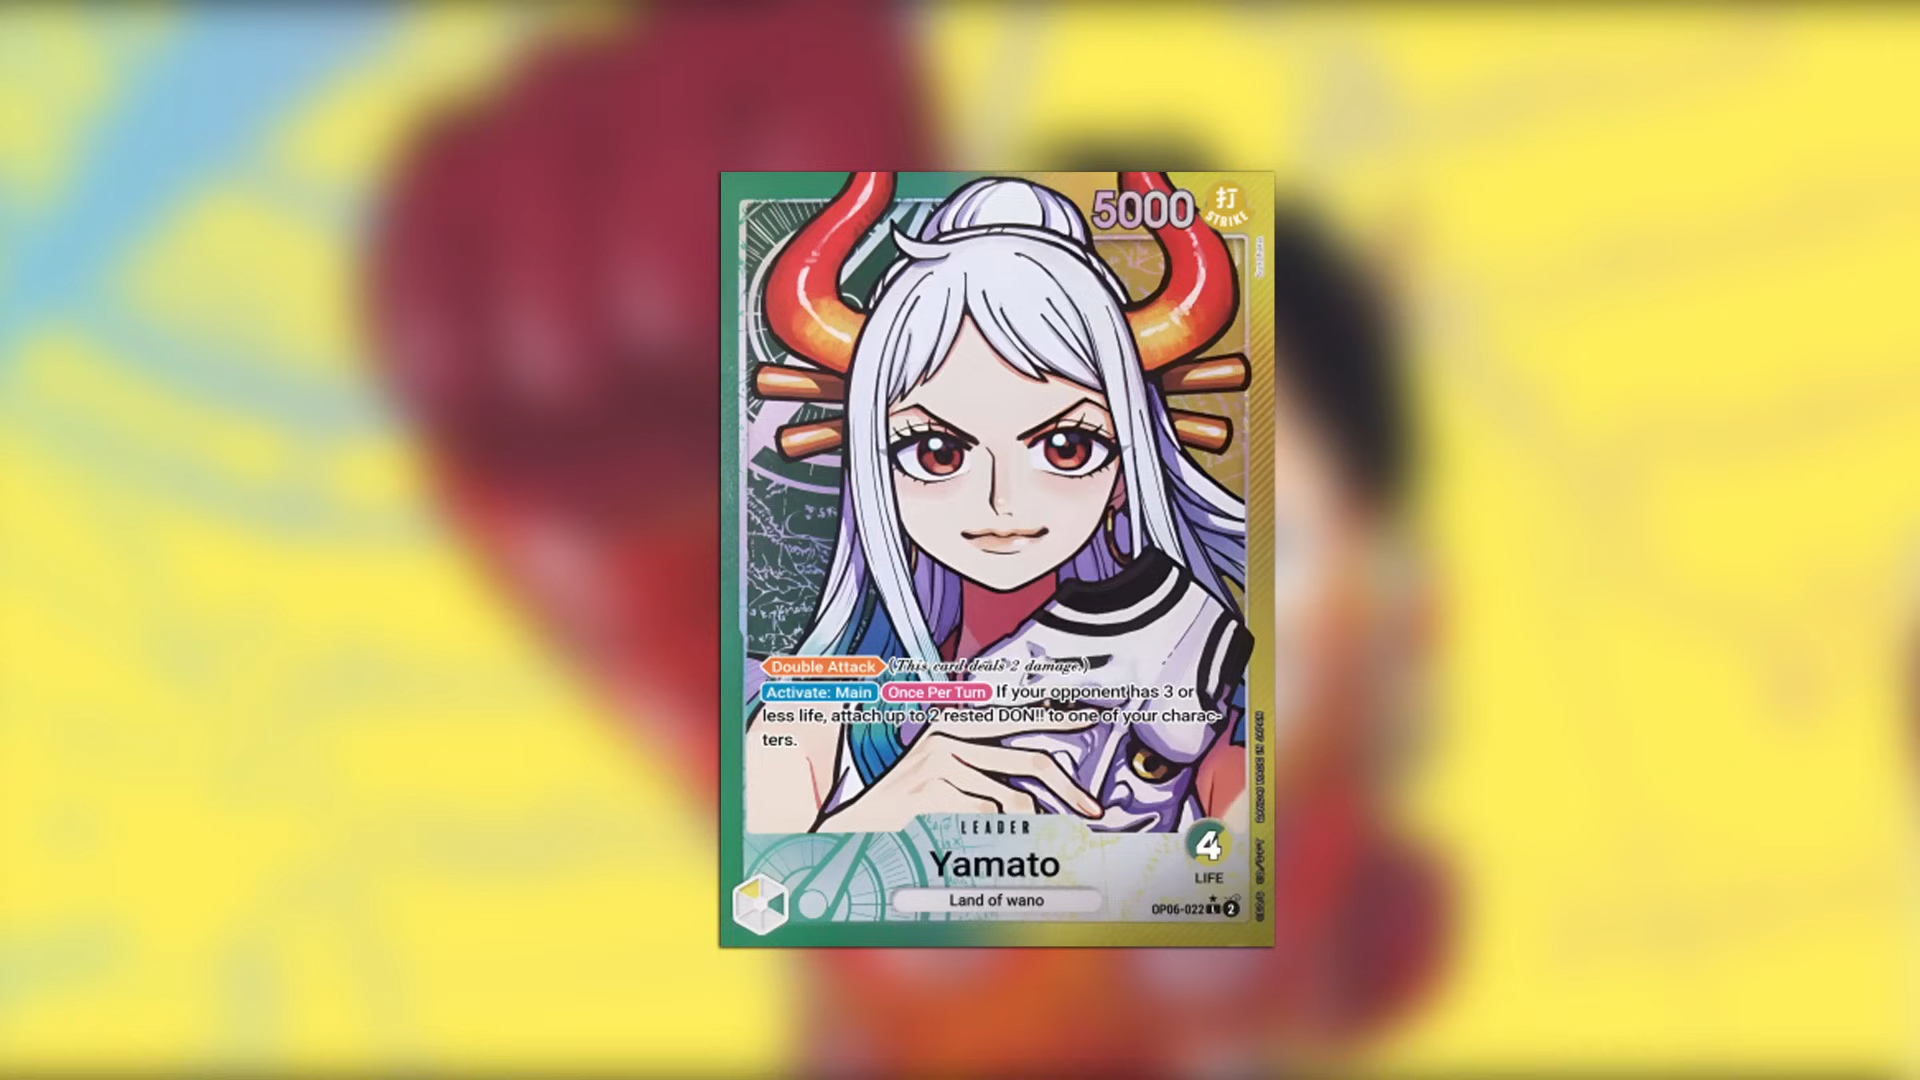 5000
打
STRIKE
Double Attack (This card deals 2 damage.)
Activate: Main Once Per Turn If your opponent has 3 or
less life, attach up to 2 rested DON!! to one of your charac-
ters.
LEADER
Yamato
4
LIFE
Land of wano
OP06-022 L 2